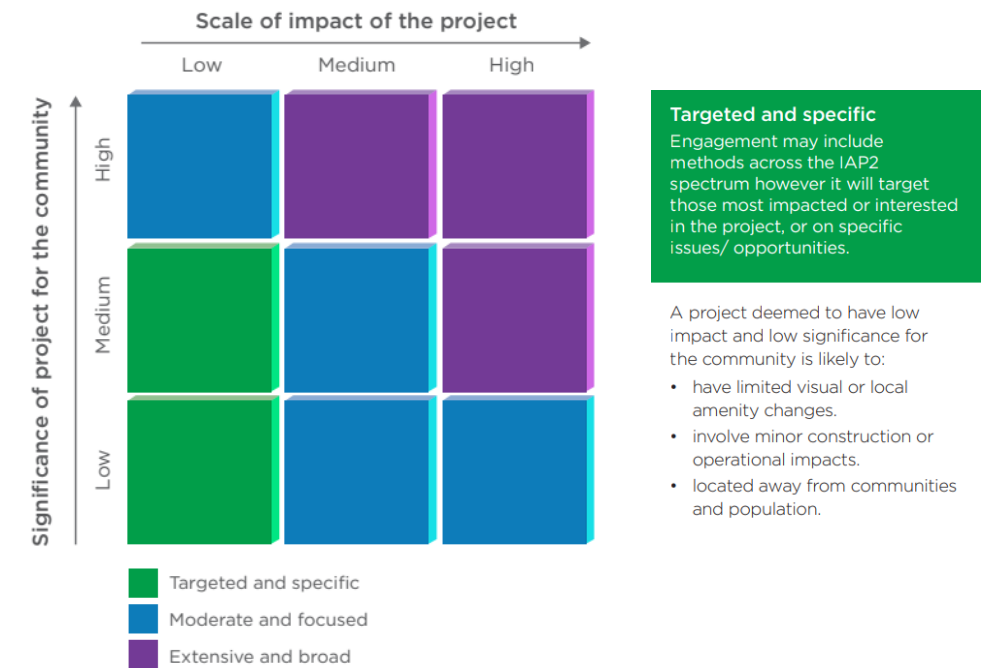 Scale of impact of the project
Low
Medium
High
Significance of project for the community
High
Medium
Low
Targeted and specific
Moderate and focused
Extensive and broad
Targeted and specific
Engagement may include
methods across the IAP2
spectrum however it will target
those most impacted or interested
in the project, or on specific
issues/ opportunities.
A project deemed to have low
impact and low significance for
the community is likely to:
• have limited visual or local
amenity changes.
• involve minor construction or
operational impacts.
• located away from communities
and population.